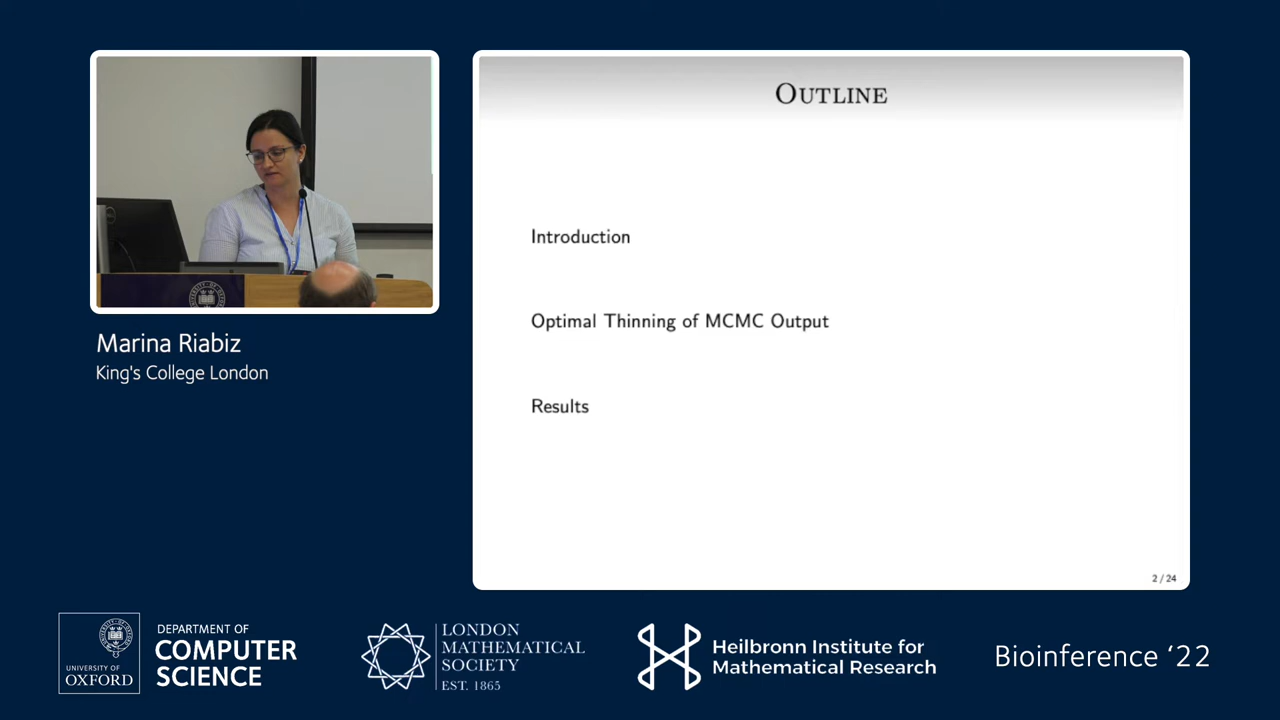 OUTLINE
Introduction
Optimal Thinning of MCMC Output
Results
2 / 24
Marina Riabiz
King's College London
UNIVERSITY OF
OXFORD
DEPARTMENT OF
COMPUTER
SCIENCE
LONDON
MATHEMATICAL
SOCIETY
EST. 1865
Heilbronn Institute for
Mathematical Research
Bioinference ‘22